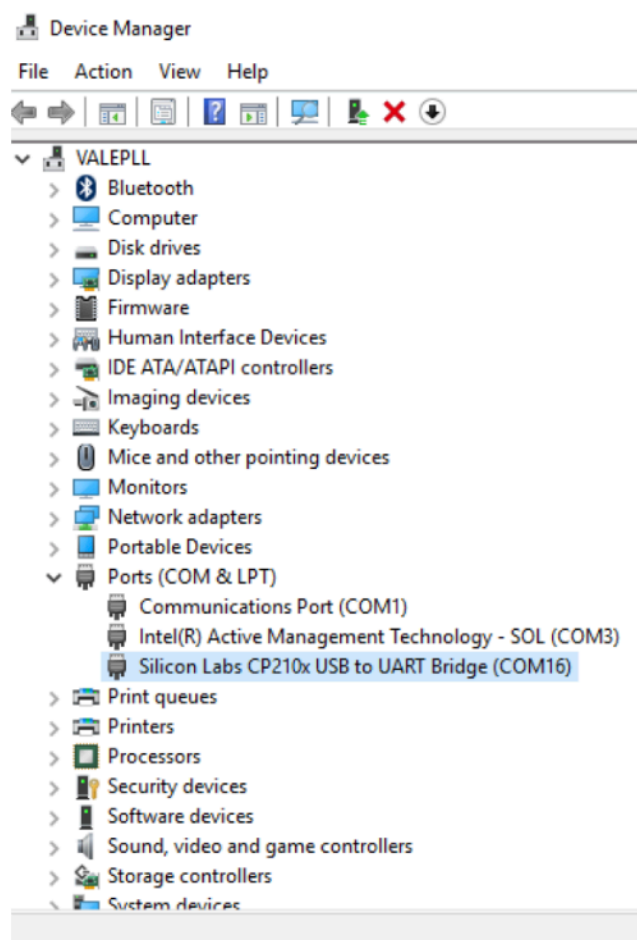 Device Manager
File Action View Help
VALEPLL
Bluetooth
Computer
Disk drives
Display adapters
Firmware
Human Interface Devices
IDE ATA/ATAPI controllers
Imaging devices
Keyboards
Mice and other pointing devices
Monitors
Network adapters
Portable Devices
Ports (COM & LPT)
Communications Port (COM1)
Intel(R) Active Management Technology - SOL (COM3)
Silicon Labs CP210x USB to UART Bridge (COM16)
Print queues
Printers
Processors
Security devices
Software devices
Sound, video and game controllers
Storage controllers
System devices